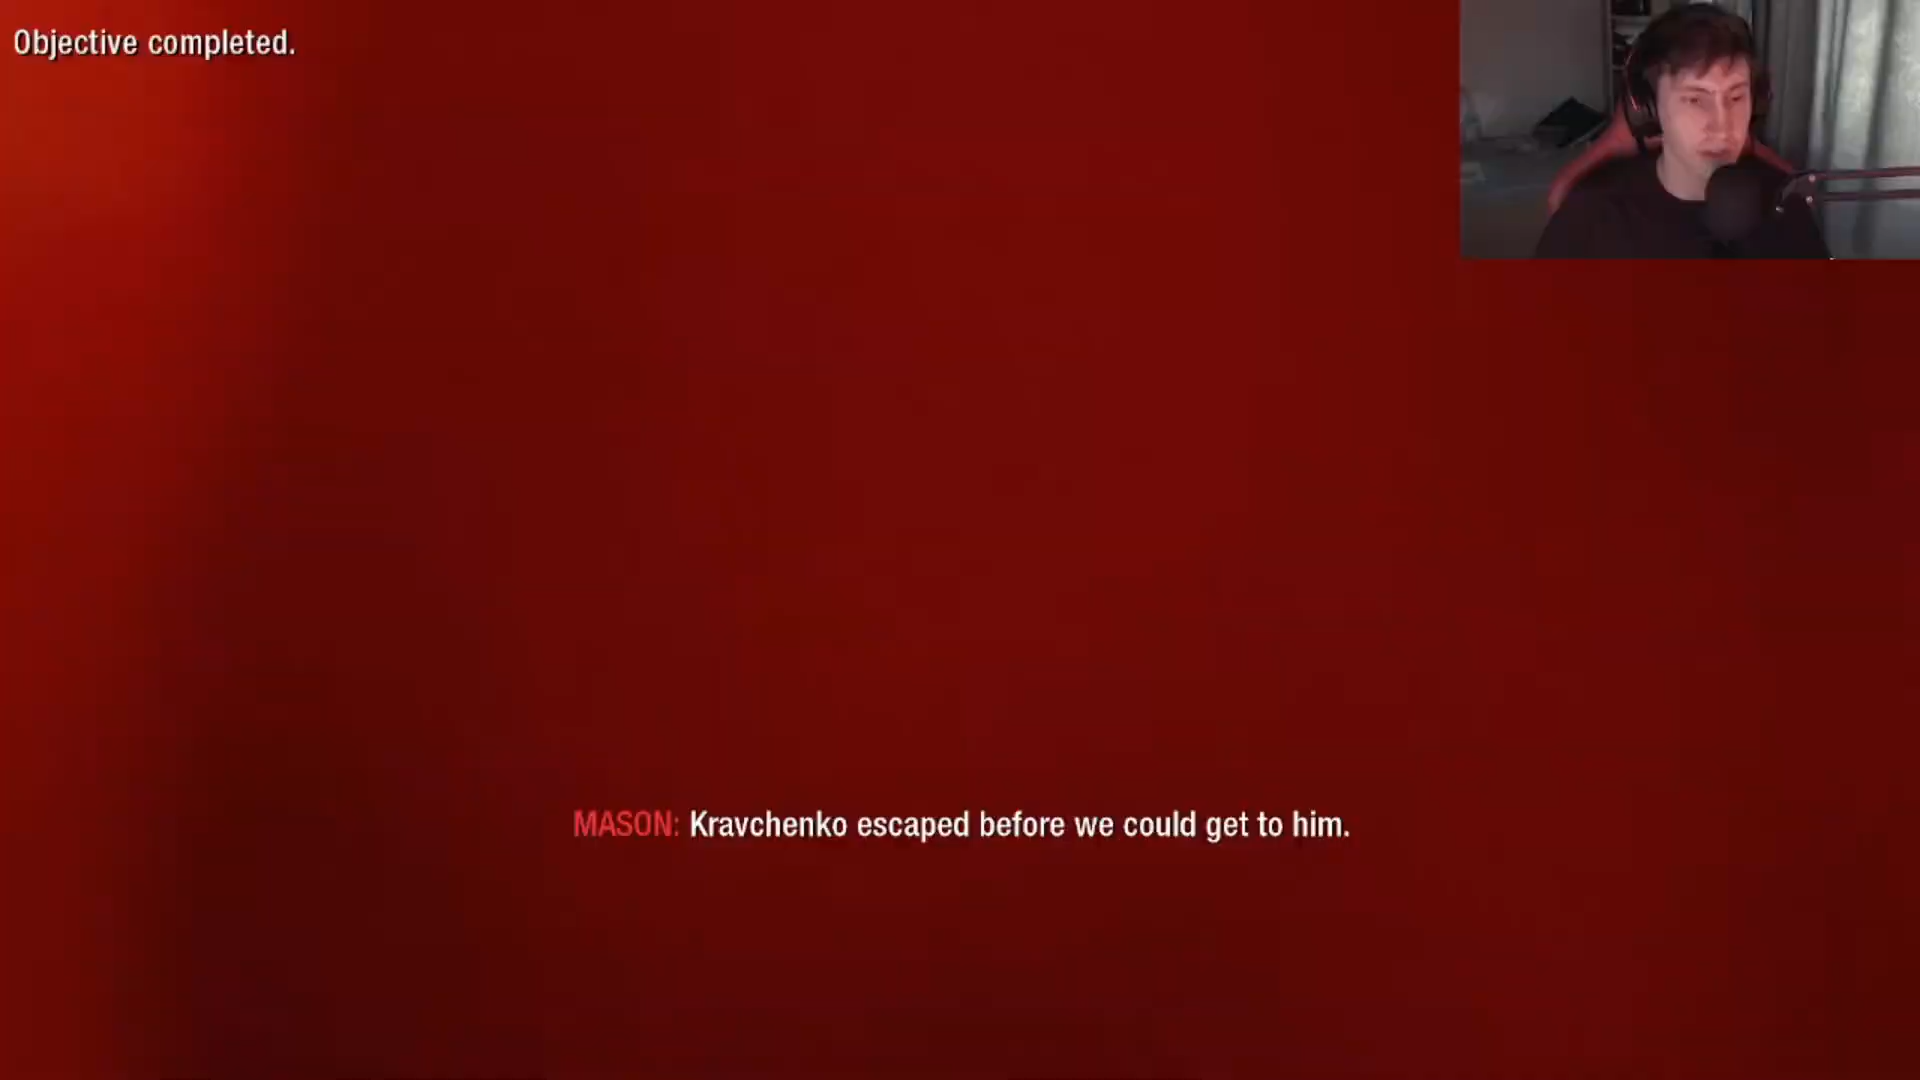 Objective completed.
MASON: Kravchenko escaped before we could get to him.